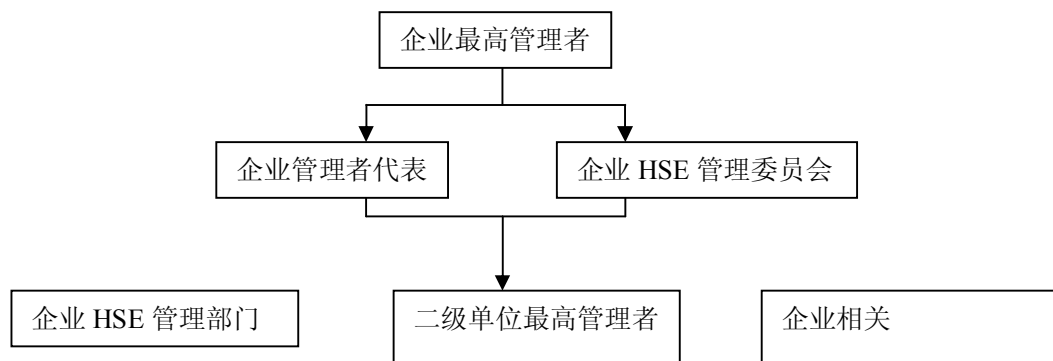 企业最高管理者
企业管理者代表
企业 HSE 管理委员会
企业 HSE 管理部门
二级单位最高管理者
企业相关